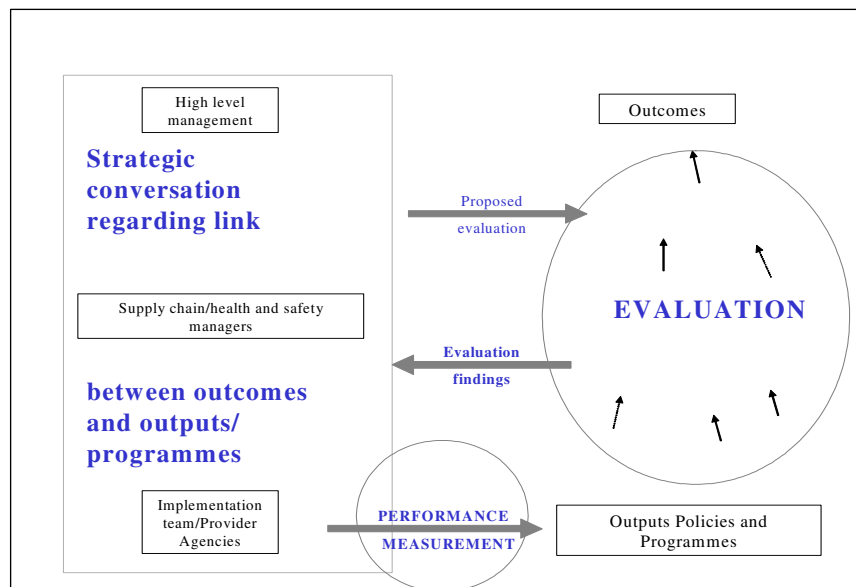 High level
management
Strategic
conversation
regarding link
Supply chain/health and safety
managers
between outcomes
and outputs/
programmes
Implementation
team/Provider
Agencies
Proposed
evaluation
Evaluation
findings
PERFORMANCE
MEASUREMENT
Outcomes
EVALUATION
Outputs Policies and
Programmes